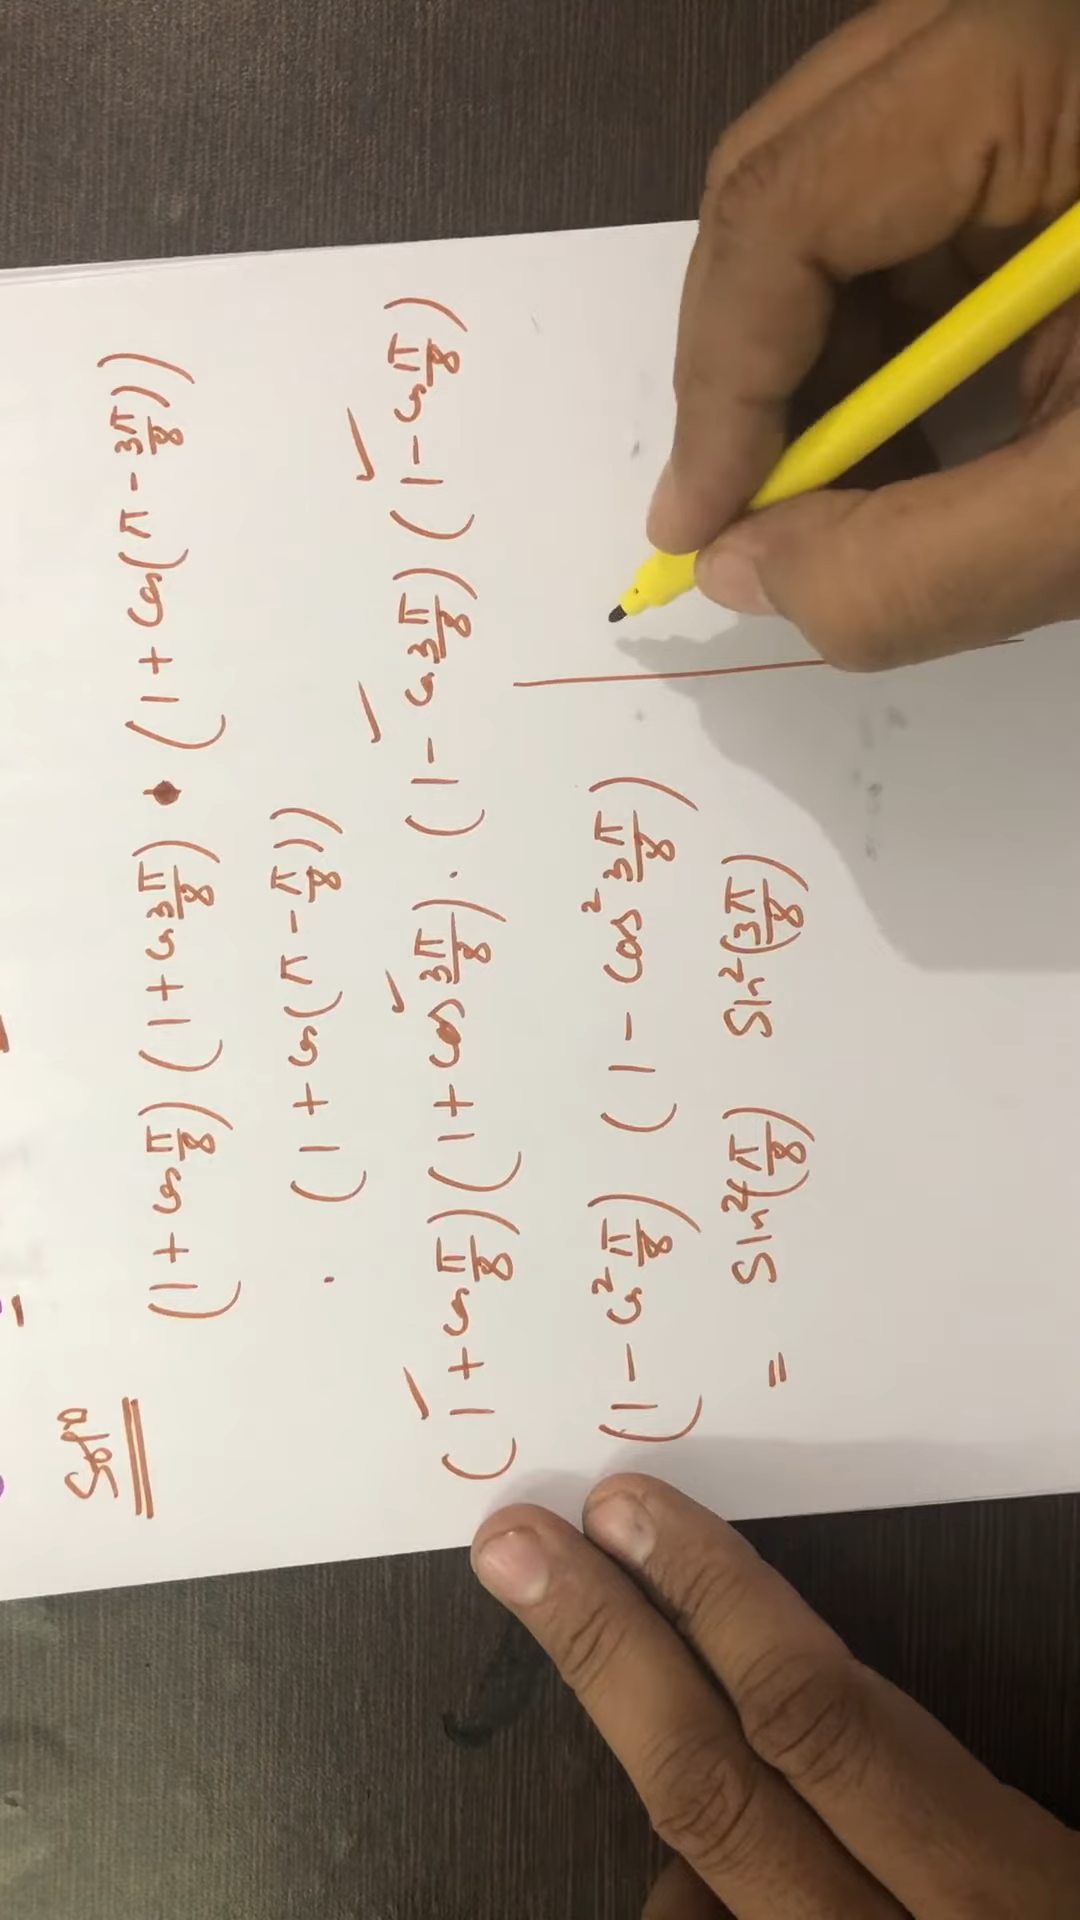 Soln
(1 + cos π/8) (1 + cos 3π/8) • (1 + cos(π - 3π/8))
. (1 + cos(π - π/8))
(1 + cos π/8) (1 + cos 3π/8) . (1 - cos 3π/8) (1 - cos π/8)
(1 - cos² π/8) (1 - cos² 3π/8)
= Sin²(π/8) Sin²(3π/8)